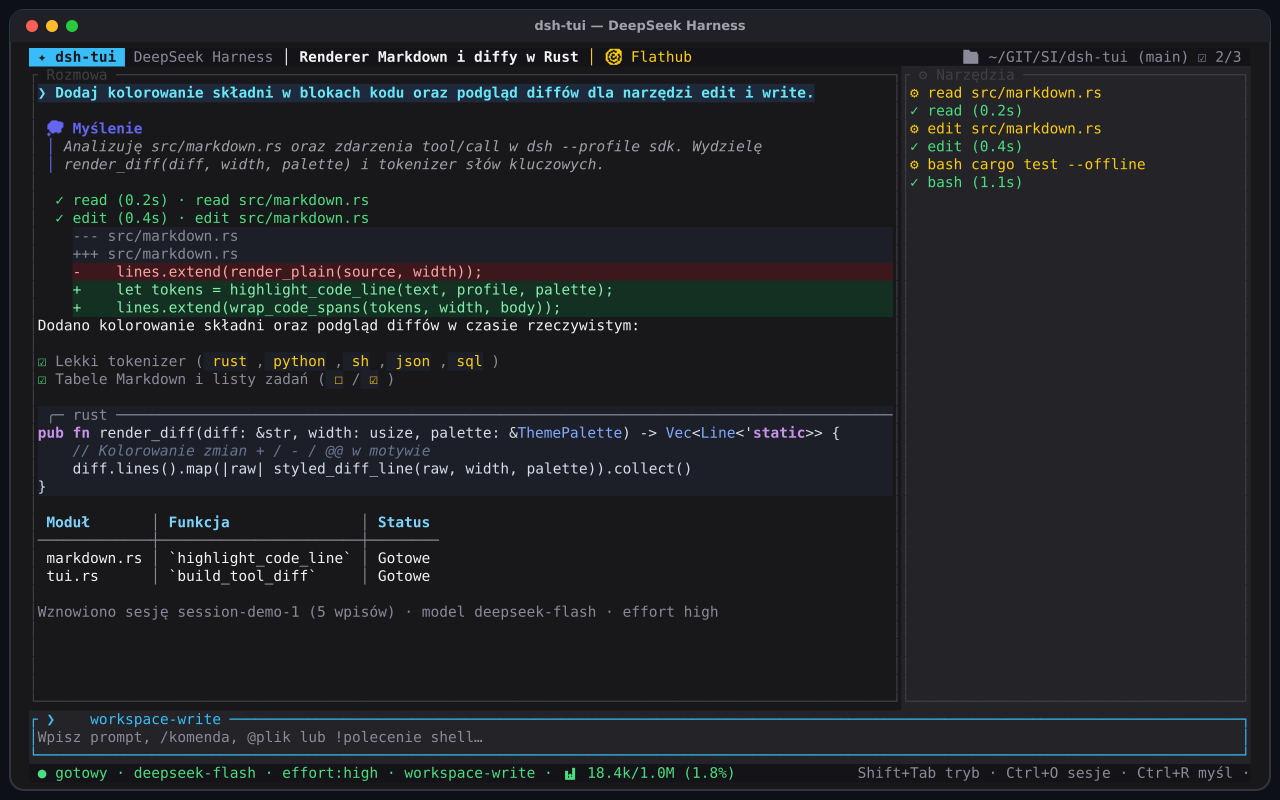 dsh-tui — DeepSeek Harness
✦ dsh-tui DeepSeek Harness │ Renderer Markdown i diffy w Rust │ 🎯 Flathub
📁 ~/GIT/SI/dsh-tui (main) ☑ 2/3
Rozmowa
❯ Dodaj kolorowanie składni w blokach kodu oraz podgląd diffów dla narzędzi edit i write.
💭 Myślenie
│ Analizuję src/markdown.rs oraz zdarzenia tool/call w dsh --profile sdk. Wydzielę
│ render_diff(diff, width, palette) i tokenizer słów kluczowych.
✓ read (0.2s) · read src/markdown.rs
✓ edit (0.4s) · edit src/markdown.rs
--- src/markdown.rs
+++ src/markdown.rs
-    lines.extend(render_plain(source, width));
+    let tokens = highlight_code_line(text, profile, palette);
+    lines.extend(wrap_code_spans(tokens, width, body));
Dodano kolorowanie składni oraz podgląd diffów w czasie rzeczywistym:
☑ Lekki tokenizer ( rust , python , sh , json , sql )
☑ Tabele Markdown i listy zadań ( ☐ / ☑ )
╭─ rust
pub fn render_diff(diff: &str, width: usize, palette: &ThemePalette) -> Vec<Line<'static>> {
    // Kolorowanie zmian + / - / @@ w motywie
    diff.lines().map(|raw| styled_diff_line(raw, width, palette)).collect()
}
Moduł │ Funkcja │ Status
markdown.rs │ `highlight_code_line` │ Gotowe
tui.rs │ `build_tool_diff` │ Gotowe
Wznowiono sesję session-demo-1 (5 wpisów) · model deepseek-flash · effort high
⚙ Narzędzia
⚙ read src/markdown.rs
✓ read (0.2s)
⚙ edit src/markdown.rs
✓ edit (0.4s)
⚙ bash cargo test --offline
✓ bash (1.1s)
❯ workspace-write
Wpisz prompt, /komenda, @plik lub !polecenie shell…
● gotowy · deepseek-flash · effort:high · workspace-write · 📊 18.4k/1.0M (1.8%)
Shift+Tab tryb · Ctrl+O sesje · Ctrl+R myśl ·